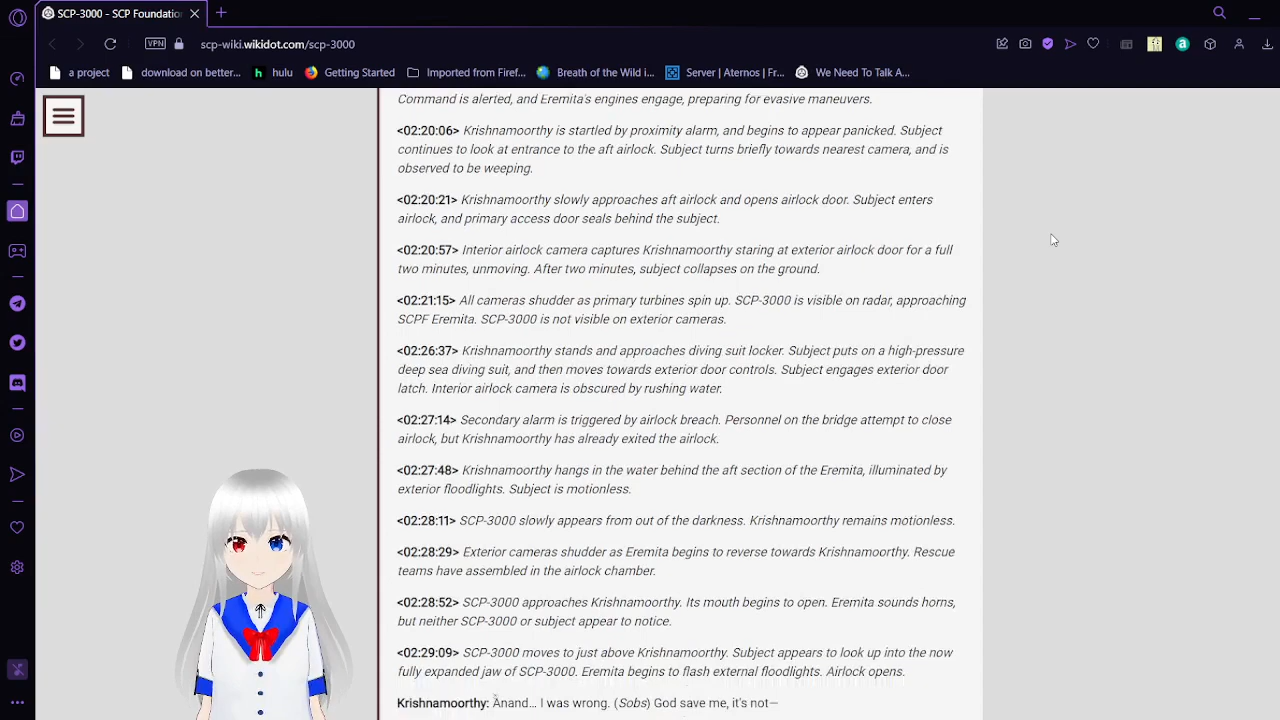 SCP-3000 - SCP Foundatio
VPN
scp-wiki.wikidot.com/scp-3000
a project
download on better...
hulu
Getting Started
Imported from Firef...
Breath of the Wild i...
Server | Aternos | Fr...
We Need To Talk A...
Command is alerted, and Eremita's engines engage, preparing for evasive maneuvers.
<02:20:06> Krishnamoorthy is startled by proximity alarm, and begins to appear panicked. Subject
continues to look at entrance to the aft airlock. Subject turns briefly towards nearest camera, and is
observed to be weeping.
<02:20:21> Krishnamoorthy slowly approaches aft airlock and opens airlock door. Subject enters
airlock, and primary access door seals behind the subject.
<02:20:57> Interior airlock camera captures Krishnamoorthy staring at exterior airlock door for a full
two minutes, unmoving. After two minutes, subject collapses on the ground.
<02:21:15> All cameras shudder as primary turbines spin up. SCP-3000 is visible on radar, approaching
SCPF Eremita. SCP-3000 is not visible on exterior cameras.
<02:26:37> Krishnamoorthy stands and approaches diving suit locker. Subject puts on a high-pressure
deep sea diving suit, and then moves towards exterior door controls. Subject engages exterior door
latch. Interior airlock camera is obscured by rushing water.
<02:27:14> Secondary alarm is triggered by airlock breach. Personnel on the bridge attempt to close
airlock, but Krishnamoorthy has already exited the airlock.
<02:27:48> Krishnamoorthy hangs in the water behind the aft section of the Eremita, illuminated by
exterior floodlights. Subject is motionless.
<02:28:11> SCP-3000 slowly appears from out of the darkness. Krishnamoorthy remains motionless.
<02:28:29> Exterior cameras shudder as Eremita begins to reverse towards Krishnamoorthy. Rescue
teams have assembled in the airlock chamber.
<02:28:52> SCP-3000 approaches Krishnamoorthy. Its mouth begins to open. Eremita sounds horns,
but neither SCP-3000 or subject appear to notice.
<02:29:09> SCP-3000 moves to just above Krishnamoorthy. Subject appears to look up into the now
fully expanded jaw of SCP-3000. Eremita begins to flash external floodlights. Airlock opens.
Krishnamoorthy: Anand… I was wrong. (Sobs) God save me, it's not—